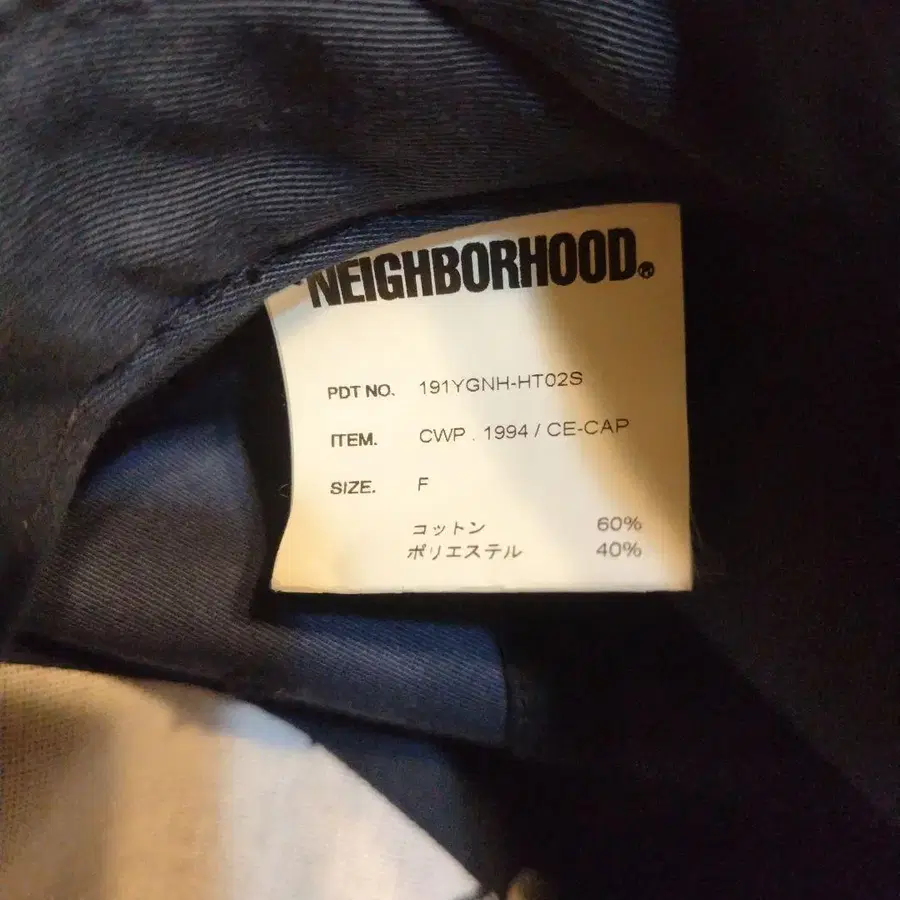 NEIGHBORHOOD®
PDT NO. 191YGNH-HT02S
ITEM. CWP . 1994 / CE-CAP
SIZE. F
コットン 60%
ポリエステル 40%